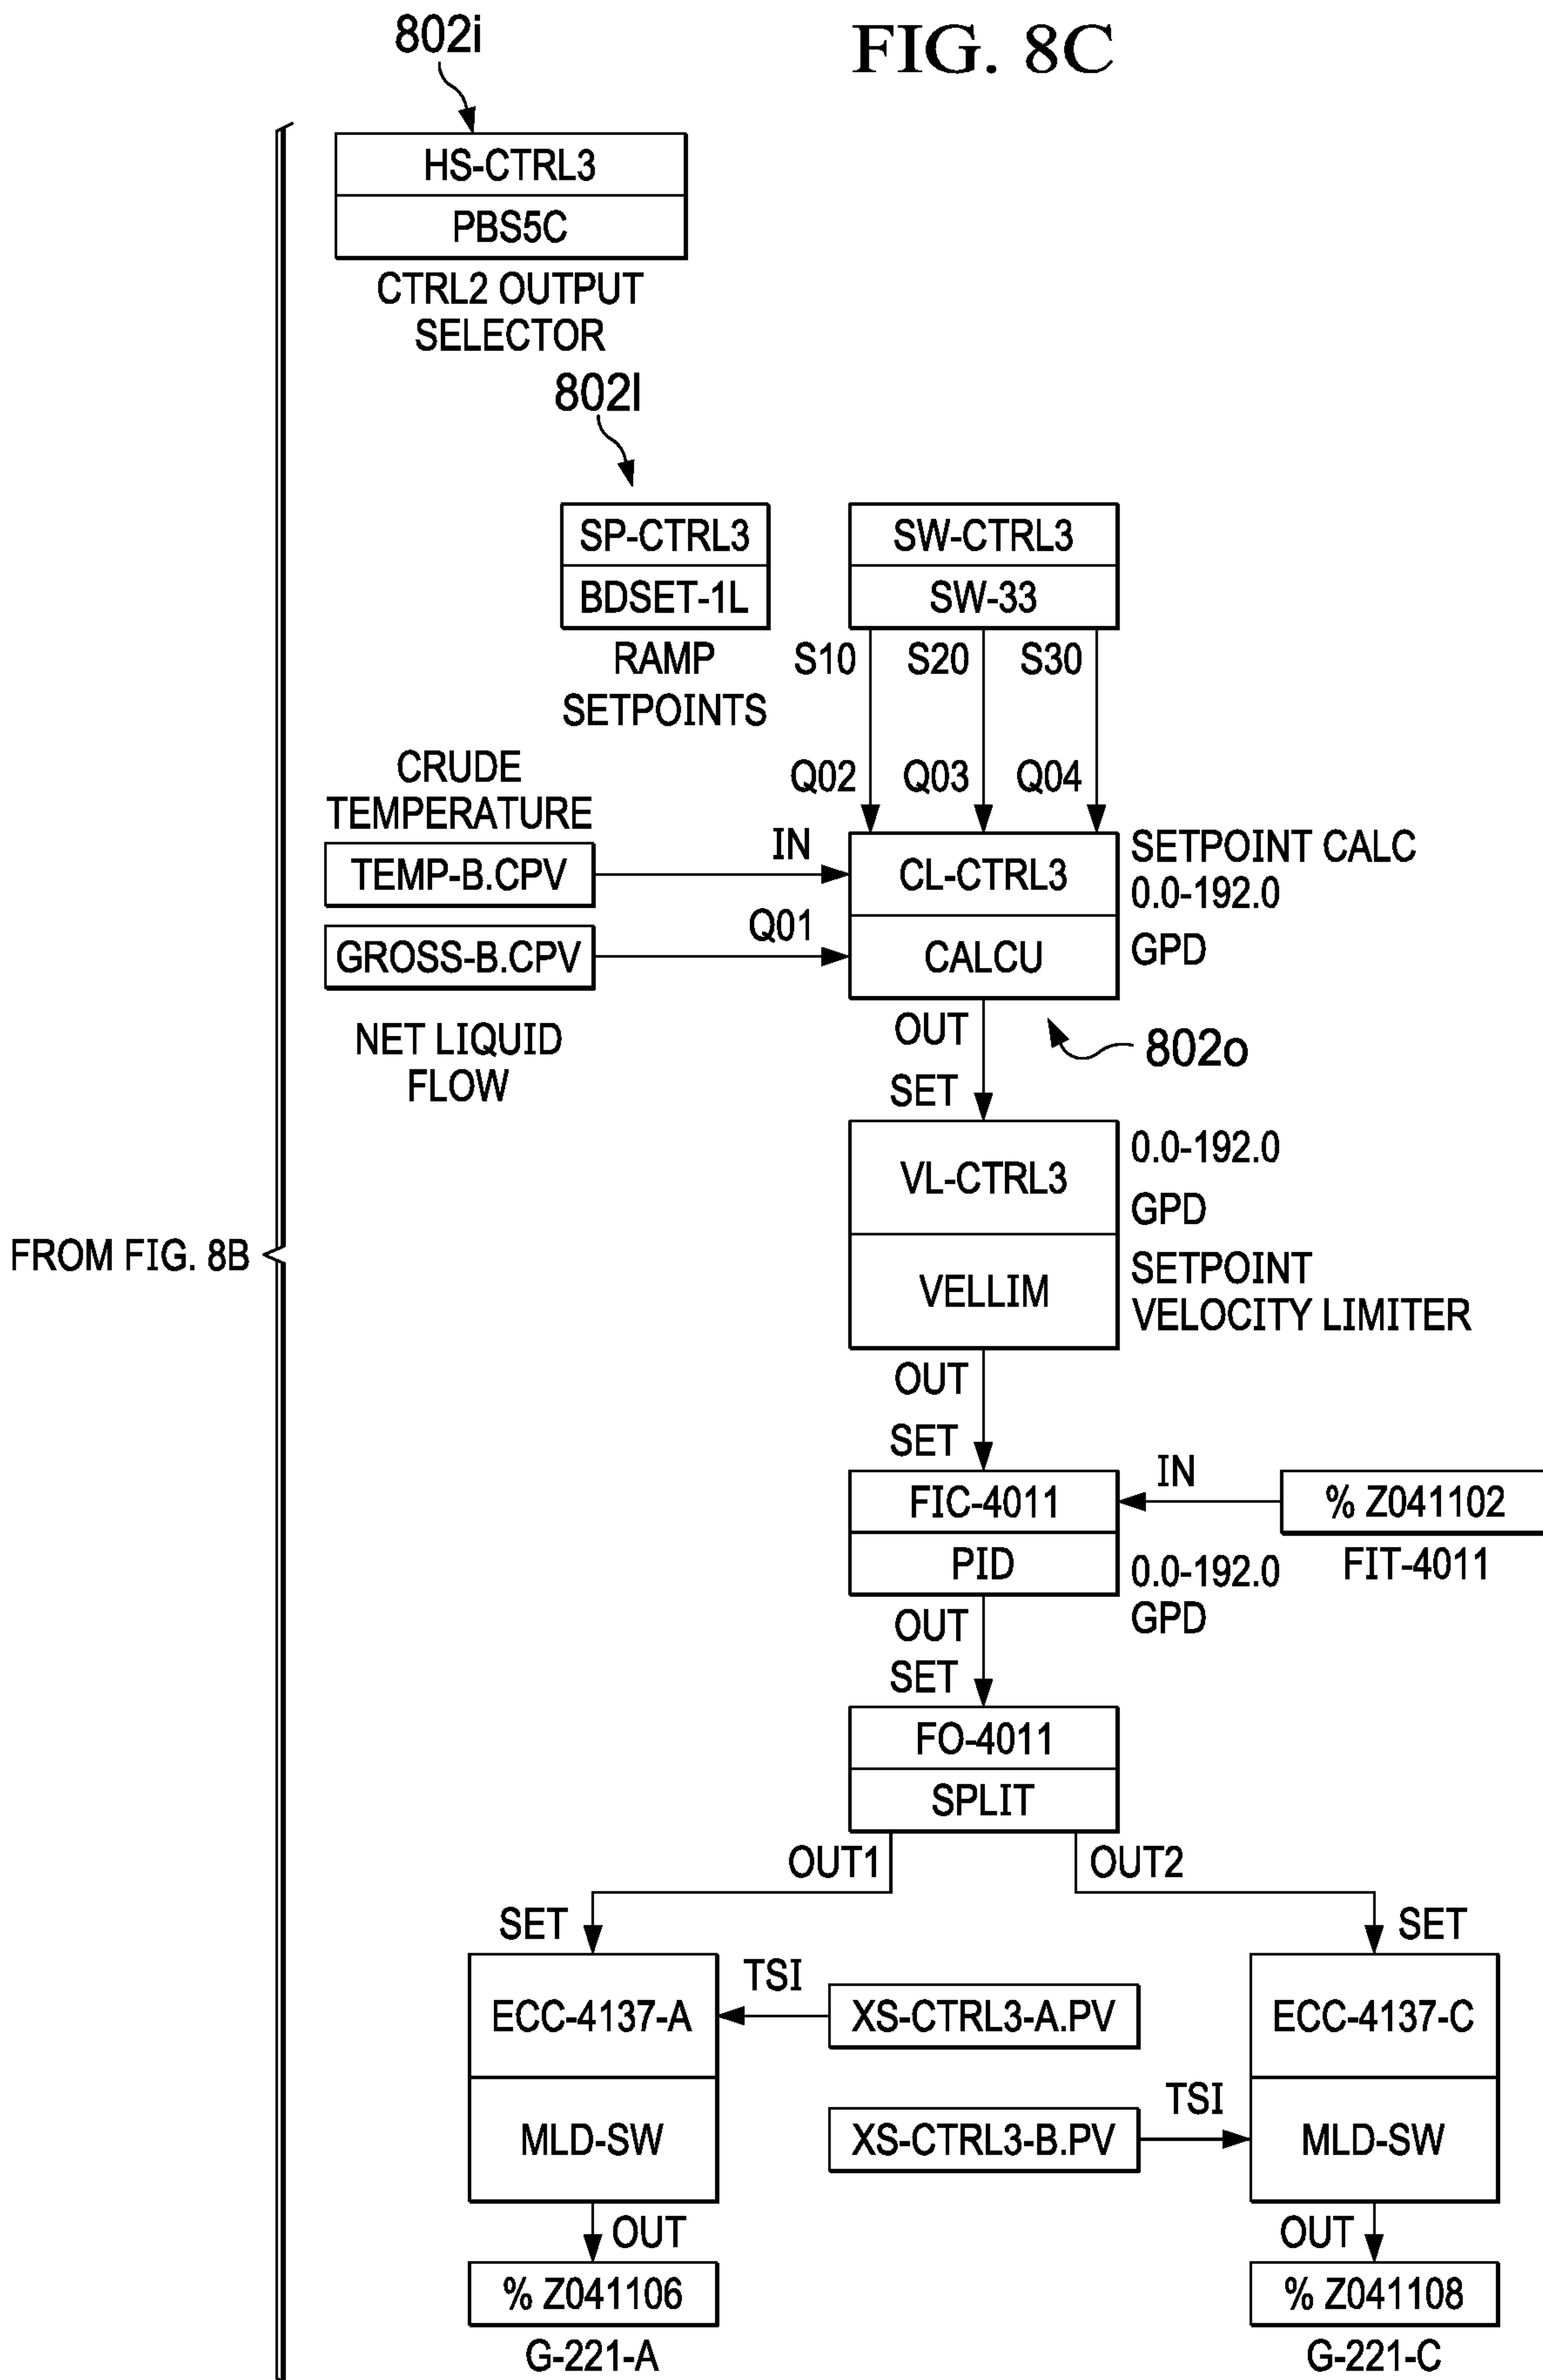 802i
FIG. 8C
HS-CTRL3
PBS5C
CTRL2 OUTPUT
SELECTOR
802l
SP-CTRL3
BDSET-1L
RAMP
SETPOINTS
SW-CTRL3
SW-33
S10
S20
S30
Q02
Q03
Q04
CRUDE
TEMPERATURE
TEMP-B.CPV
IN
GROSS-B.CPV
Q01
NET LIQUID
FLOW
CL-CTRL3
CALCU
SETPOINT CALC
0.0-192.0
GPD
OUT
802o
SET
VL-CTRL3
VELLIM
0.0-192.0
GPD
SETPOINT
VELOCITY LIMITER
FROM FIG. 8B
OUT
SET
FIC-4011
PID
IN
% Z041102
FIT-4011
0.0-192.0
GPD
OUT
SET
FO-4011
SPLIT
OUT1
OUT2
SET
SET
ECC-4137-A
MLD-SW
TSI
XS-CTRL3-A.PV
XS-CTRL3-B.PV
TSI
ECC-4137-C
MLD-SW
OUT
OUT
% Z041106
% Z041108
G-221-A
G-221-C